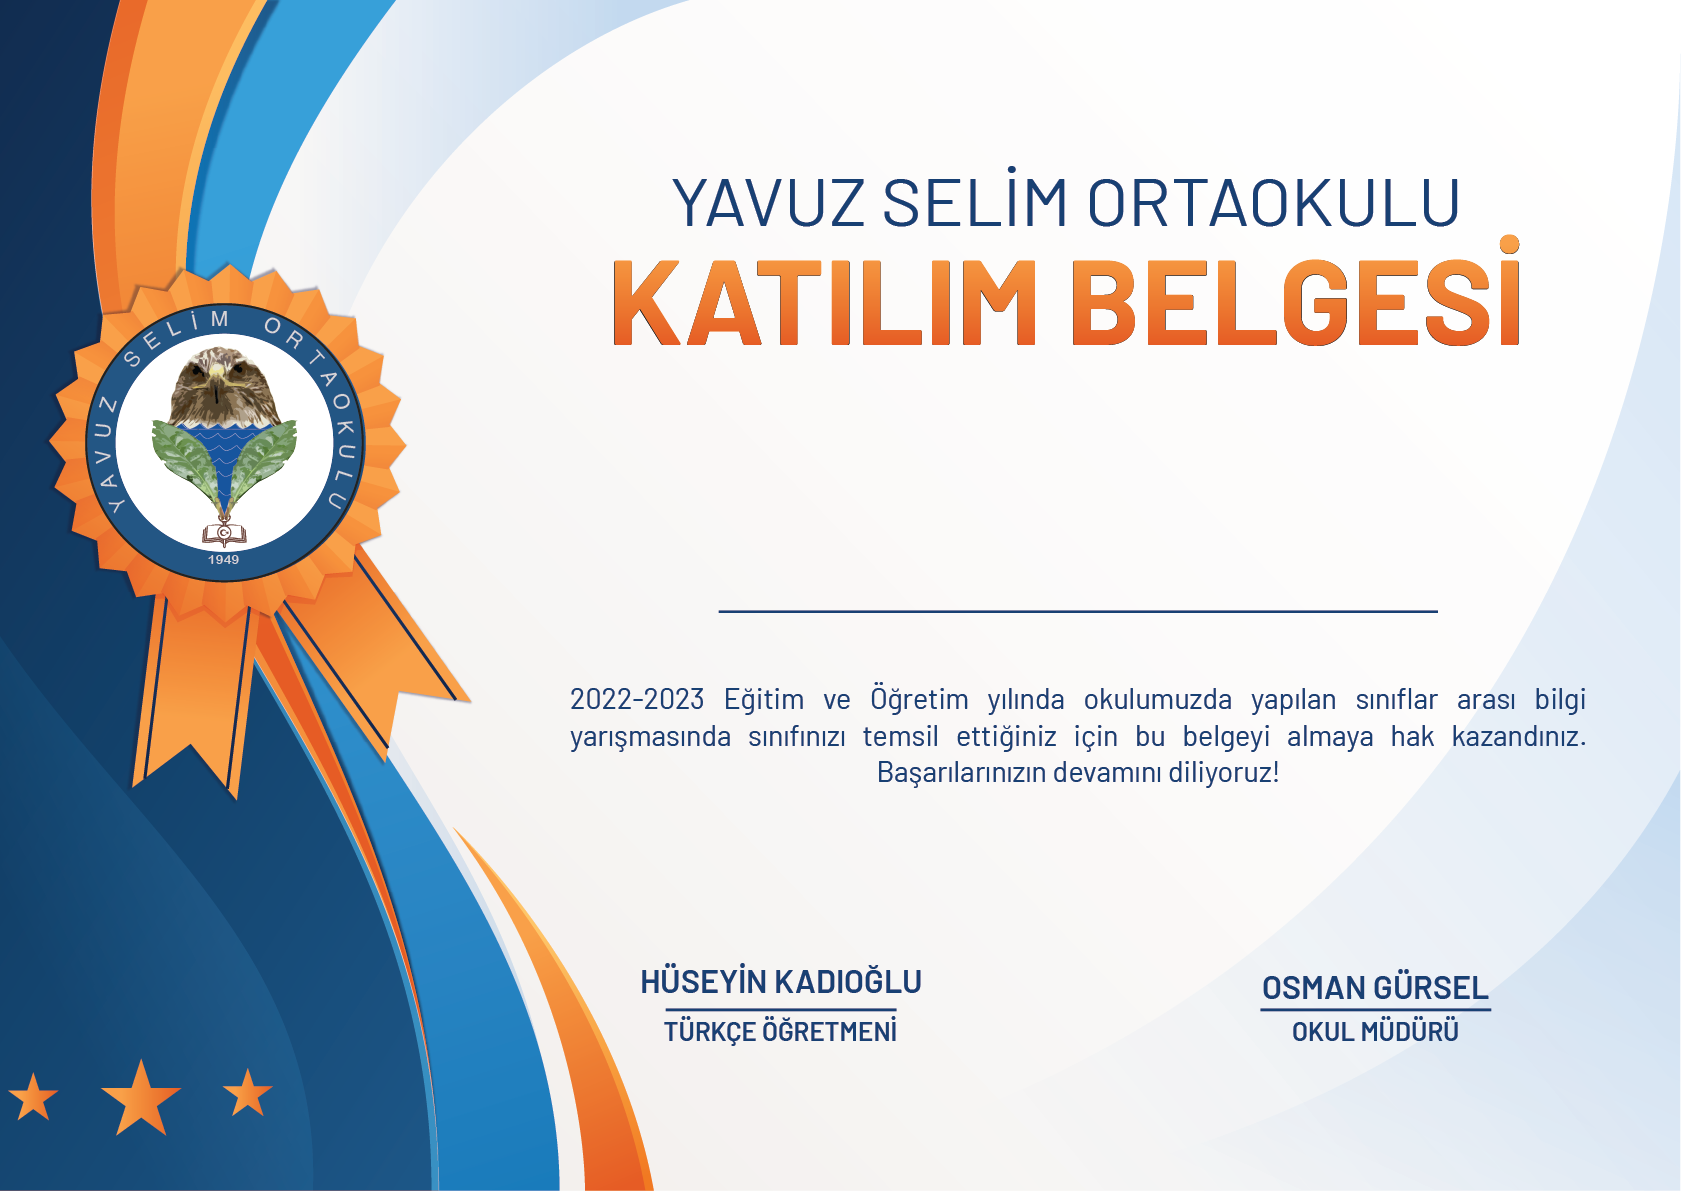 YAVUZ SELİM ORTAOKULU
KATILIM BELGESİ
YAVUZ SELİM ORTAOKULU
1949
2022-2023 Eğitim ve Öğretim yılında okulumuzda yapılan sınıflar arası bilgi
yarışmasında sınıfınızı temsil ettiğiniz için bu belgeyi almaya hak kazandınız.
Başarılarınızın devamını diliyoruz!
HÜSEYİN KADIOĞLU
TÜRKÇE ÖĞRETMENİ
OSMAN GÜRSEL
OKUL MÜDÜRÜ